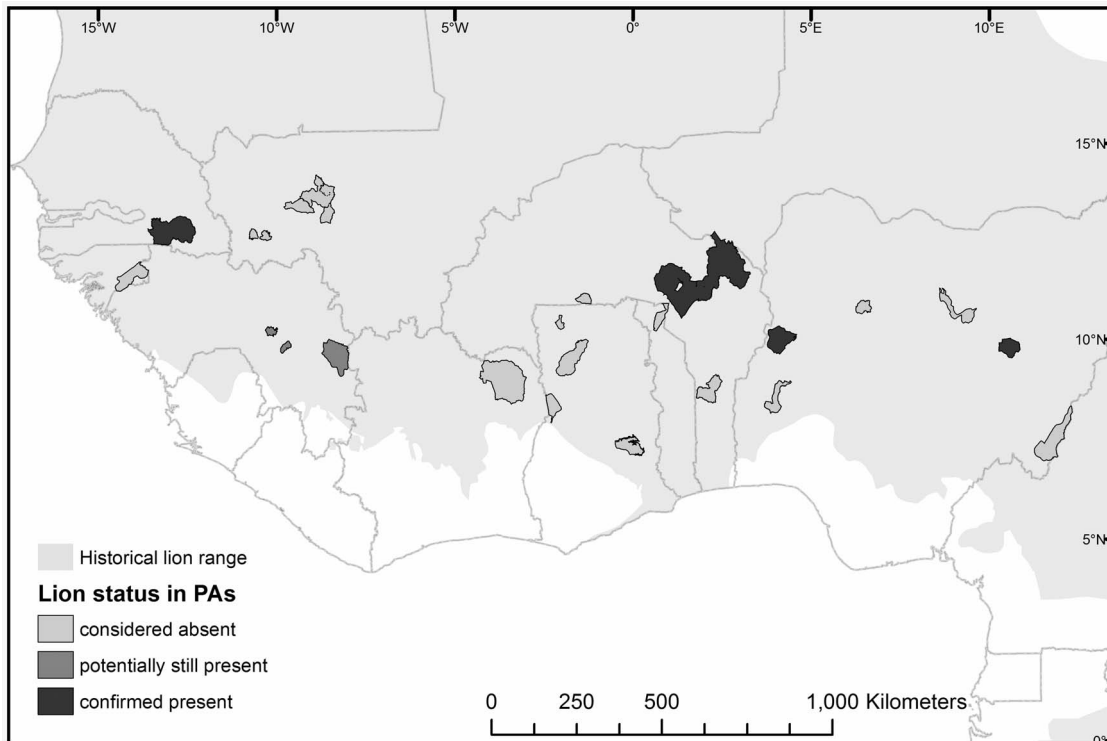 15°W 10°W 5°W 0° 5°E 10°E
15°N
10°N
5°N
0°
Historical lion range
Lion status in PAs
considered absent
potentially still present
confirmed present
0 250 500 1,000 Kilometers